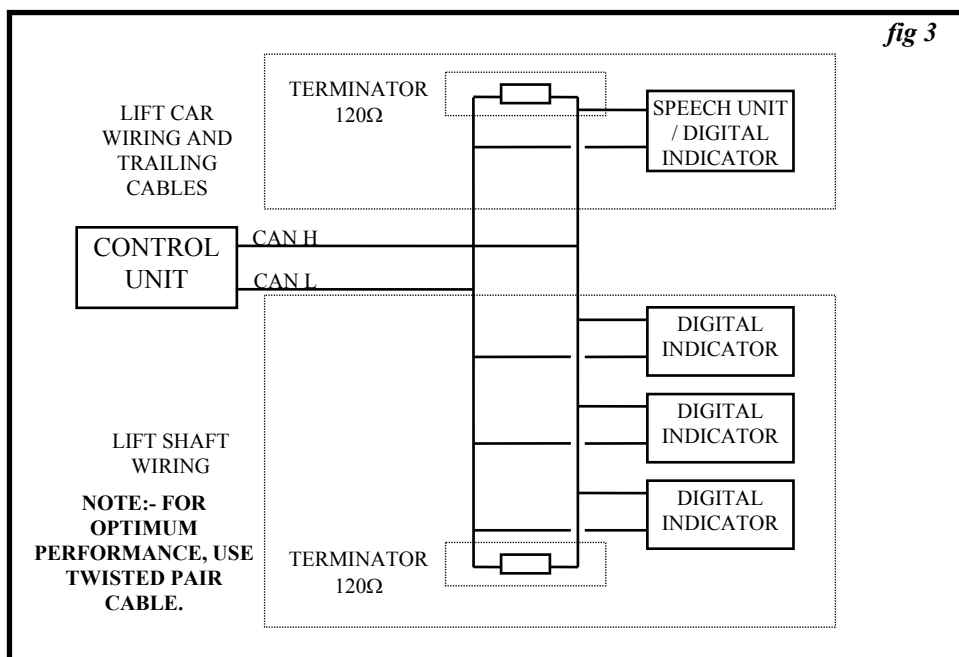 fig 3
TERMINATOR
120Ω
SPEECH UNIT
/ DIGITAL
INDICATOR
LIFT CAR
WIRING AND
TRAILING
CABLES
CONTROL
UNIT
CAN H
CAN L
DIGITAL
INDICATOR
DIGITAL
INDICATOR
DIGITAL
INDICATOR
LIFT SHAFT
WIRING
NOTE:- FOR
OPTIMUM
PERFORMANCE, USE
TWISTED PAIR
CABLE.
TERMINATOR
120Ω